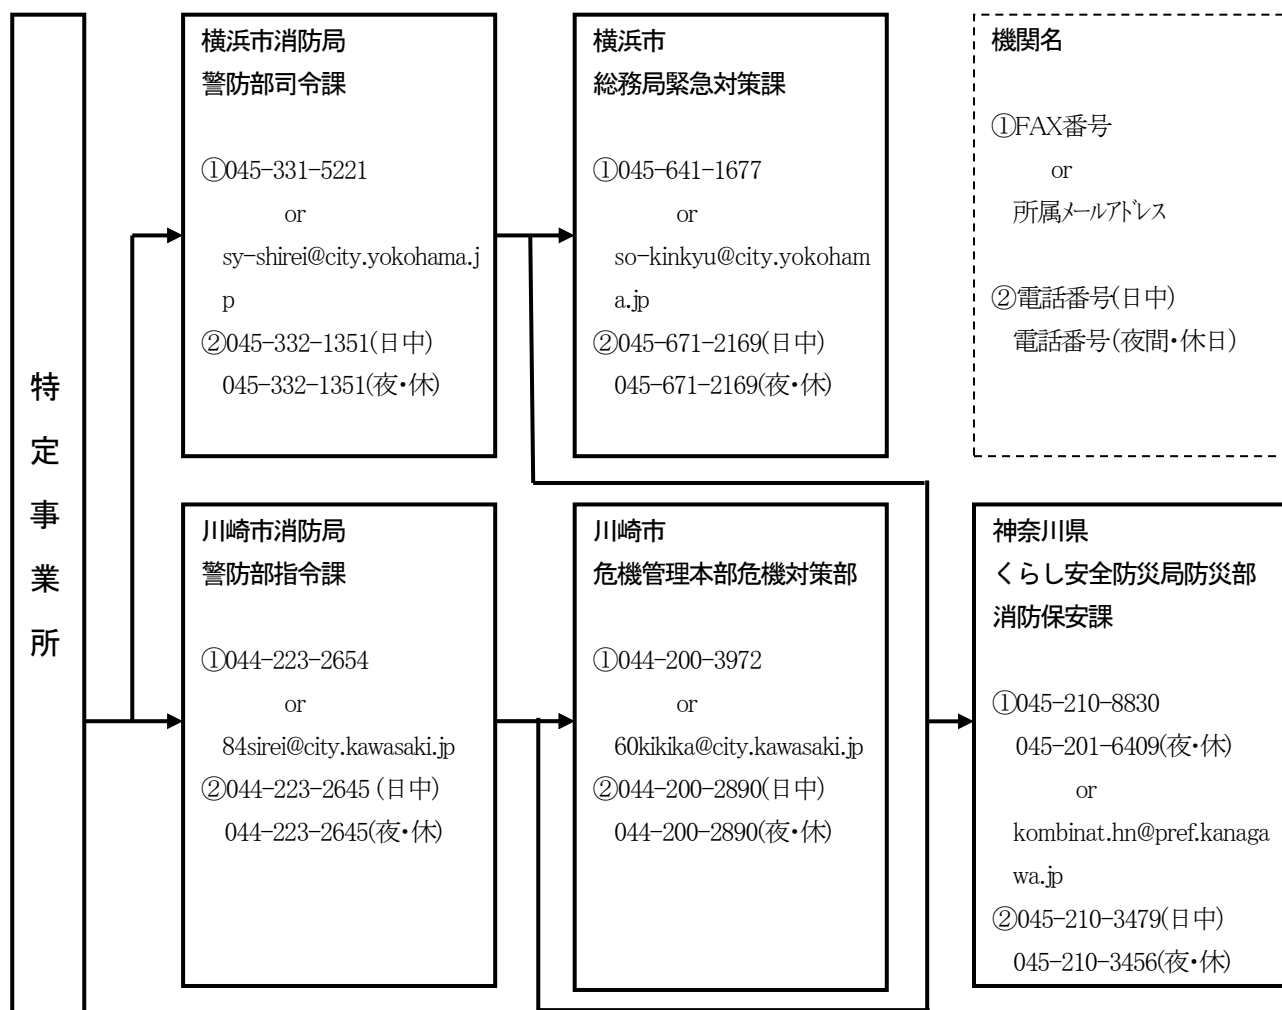 特
定
事
業
所
横浜市消防局
警防部司令課
①045-331-5221
or
sy-shirei@city.yokohama.j
p
②045-332-1351(日中)
045-332-1351(夜・休)
横浜市
総務局緊急対策課
①045-641-1677
or
so-kinkyu@city.yokoham
a.jp
②045-671-2169(日中)
045-671-2169(夜・休)
機関名
①FAX番号
or
所属メールアドレス
②電話番号(日中)
電話番号(夜間・休日)
川崎市消防局
警防部指令課
①044-223-2654
or
84sirei@city.kawasaki.jp
②044-223-2645 (日中)
044-223-2645(夜・休)
川崎市
危機管理本部危機対策部
①044-200-3972
or
60kikika@city.kawasaki.jp
②044-200-2890(日中)
044-200-2890(夜・休)
神奈川県
くらし安全防災局防災部
消防保安課
①045-210-8830
045-201-6409(夜・休)
or
kombinat.hn@pref.kanaga
wa.jp
②045-210-3479(日中)
045-210-3456(夜・休)